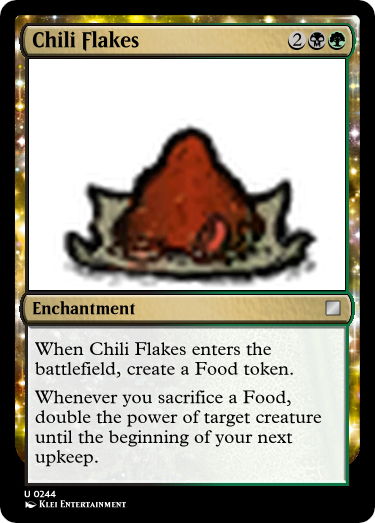 Chili Flakes 2
Enchantment
When Chili Flakes enters the
battlefield, create a Food token.
Whenever you sacrifice a Food,
double the power of target creature
until the beginning of your next
upkeep.
U 0244
Klei Entertainment